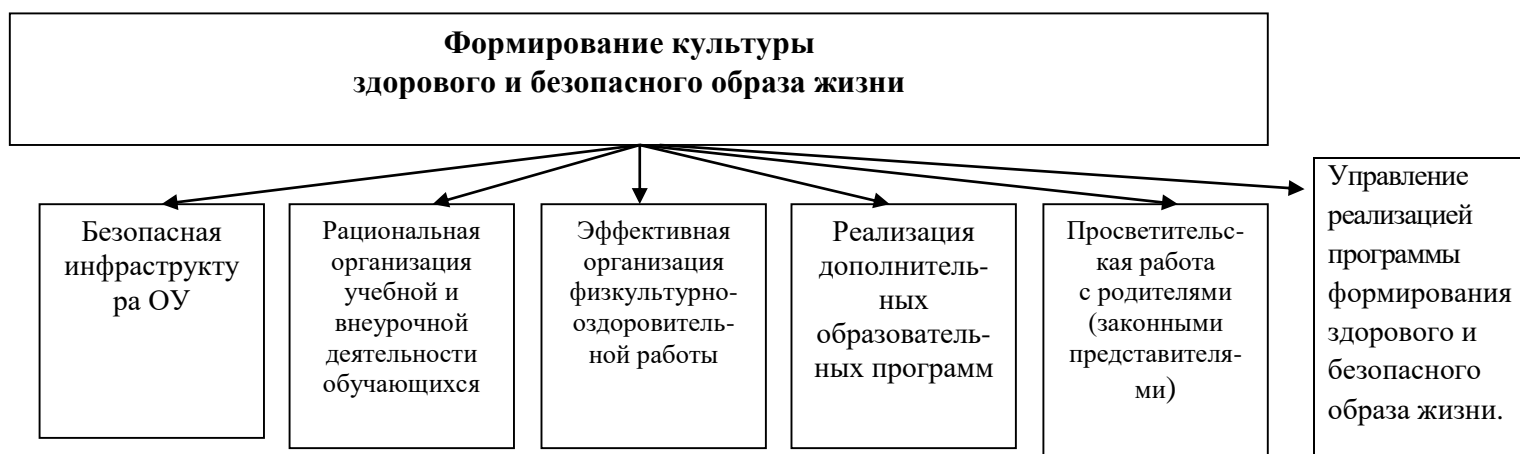 Формирование культуры
здорового и безопасного образа жизни
Безопасная
инфраструкту
ра ОУ
Рациональная
организация
учебной и
внеурочной
деятельности
обучающихся
Эффективная
организация
физкультурно-
оздоровитель-
ной работы
Реализация
дополнитель-
ных
образователь-
ных программ
Просветительс-
кая работа
с родителями
(законными
представителя-
ми)
Управление
реализацией
программы
формирования
здорового и
безопасного
образа жизни.